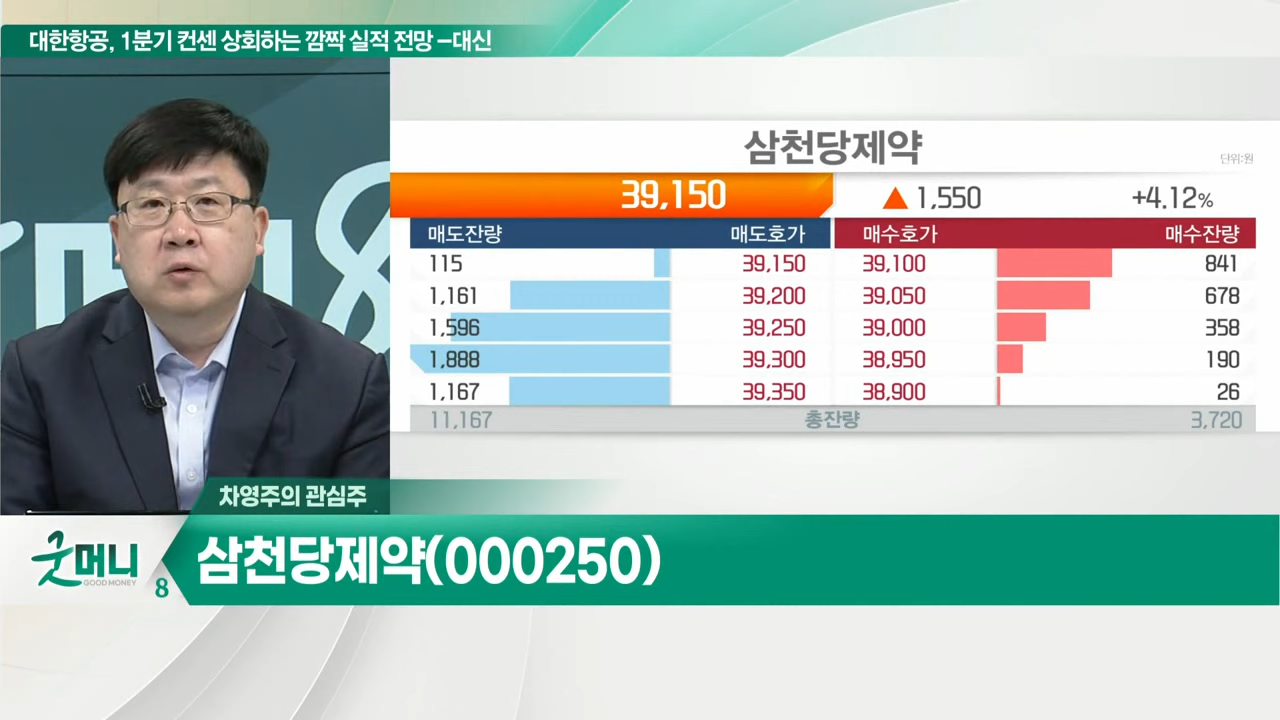 대한항공, 1분기 컨센 상회하는 깜짝 실적 전망 -대신
삼천당제약
단위:원
39,150 ▲ 1,550 +4.12%
매도잔량 매도호가 매수호가 매수잔량
115 39,150 39,100 841
1,161 39,200 39,050 678
1,596 39,250 39,000 358
1,888 39,300 38,950 190
1,167 39,350 38,900 26
11,167 총잔량 3,720
차영주의 관심주
굿머니
GOOD MONEY
8
삼천당제약(000250)